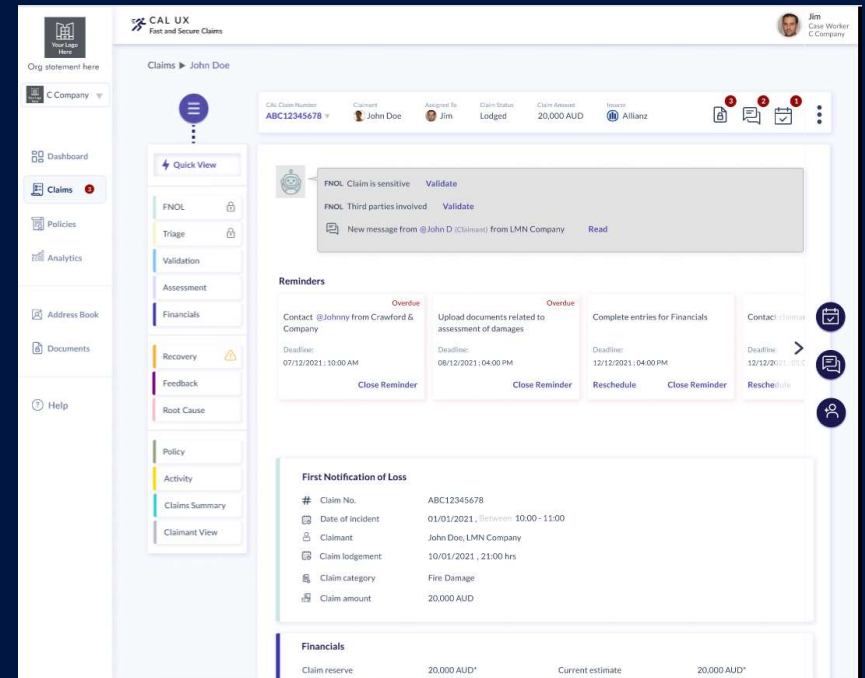 Your Logo
Here
Org statement here
C Company
Dashboard
Claims 3
Policies
Analytics
Address Book
Documents
Help
CAL UX
Fast and Secure Claims
Jim
Case Worker
C Company
Claims ▶ John Doe
CAL Claim Number
ABC12345678
Claimant
John Doe
Assigned To
Jim
Claim Status
Lodged
Claim Amount
20,000 AUD
Insurer
Allianz
3
2
1
Quick View
FNOL
Triage
Validation
Assessment
Financials
Recovery
Feedback
Root Cause
Policy
Activity
Claims Summary
Claimant View
FNOL Claim is sensitive Validate
FNOL Third parties involved Validate
New message from @John D (Claimant) from LMN Company Read
Reminders
Overdue
Contact @Johnny from Crawford &
Company
Deadline:
07/12/2021 ; 10:00 AM
Close Reminder
Overdue
Upload documents related to
assessment of damages
Deadline:
08/12/2021 ; 04:00 PM
Close Reminder
Complete entries for Financials
Deadline:
12/12/2021 ; 04:00 PM
Reschedule Close Reminder
Contact claimant
Deadline:
12/12/2021
Reschedule
First Notification of Loss
# Claim No. ABC12345678
Date of incident 01/01/2021 , Between 10:00 - 11:00
Claimant John Doe, LMN Company
Claim lodgement 10/01/2021 , 21:00 hrs
Claim category Fire Damage
Claim amount 20,000 AUD
Financials
Claim reserve 20,000 AUD* Current estimate 20,000 AUD*